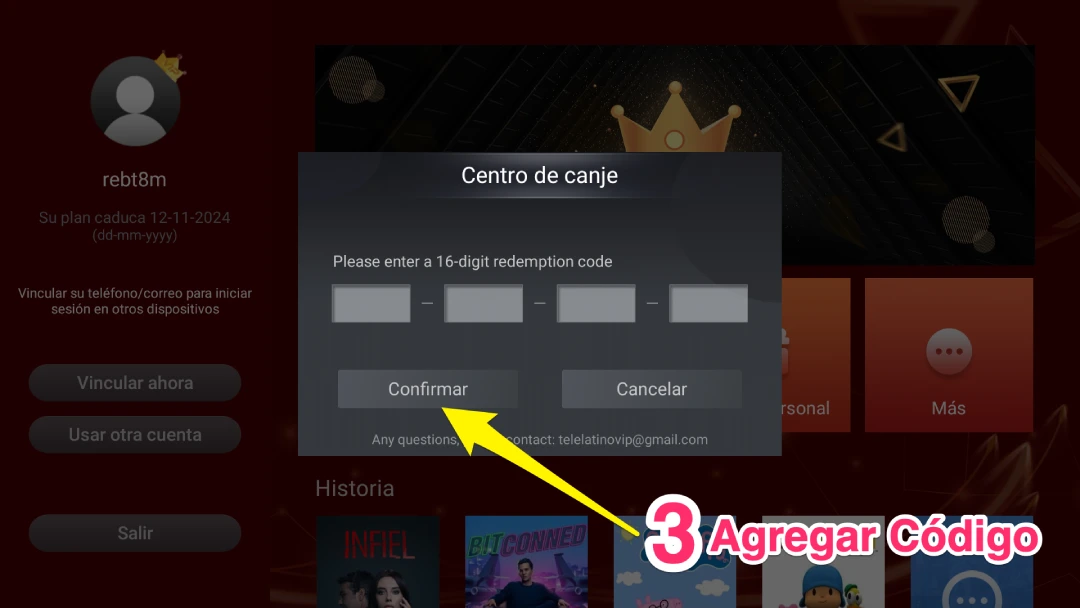 rebt8m
Su plan caduca 12-11-2024
(dd-mm-yyyy)
Vincular su teléfono/correo para iniciar
sesión en otros dispositivos
Vincular ahora
Usar otra cuenta
Salir
Centro de canje
Please enter a 16-digit redemption code
Confirmar
Cancelar
Any questions, contact: telelatinovip@gmail.com
Más
Historia
INFIEL
BITCONNED
3 Agregar Código